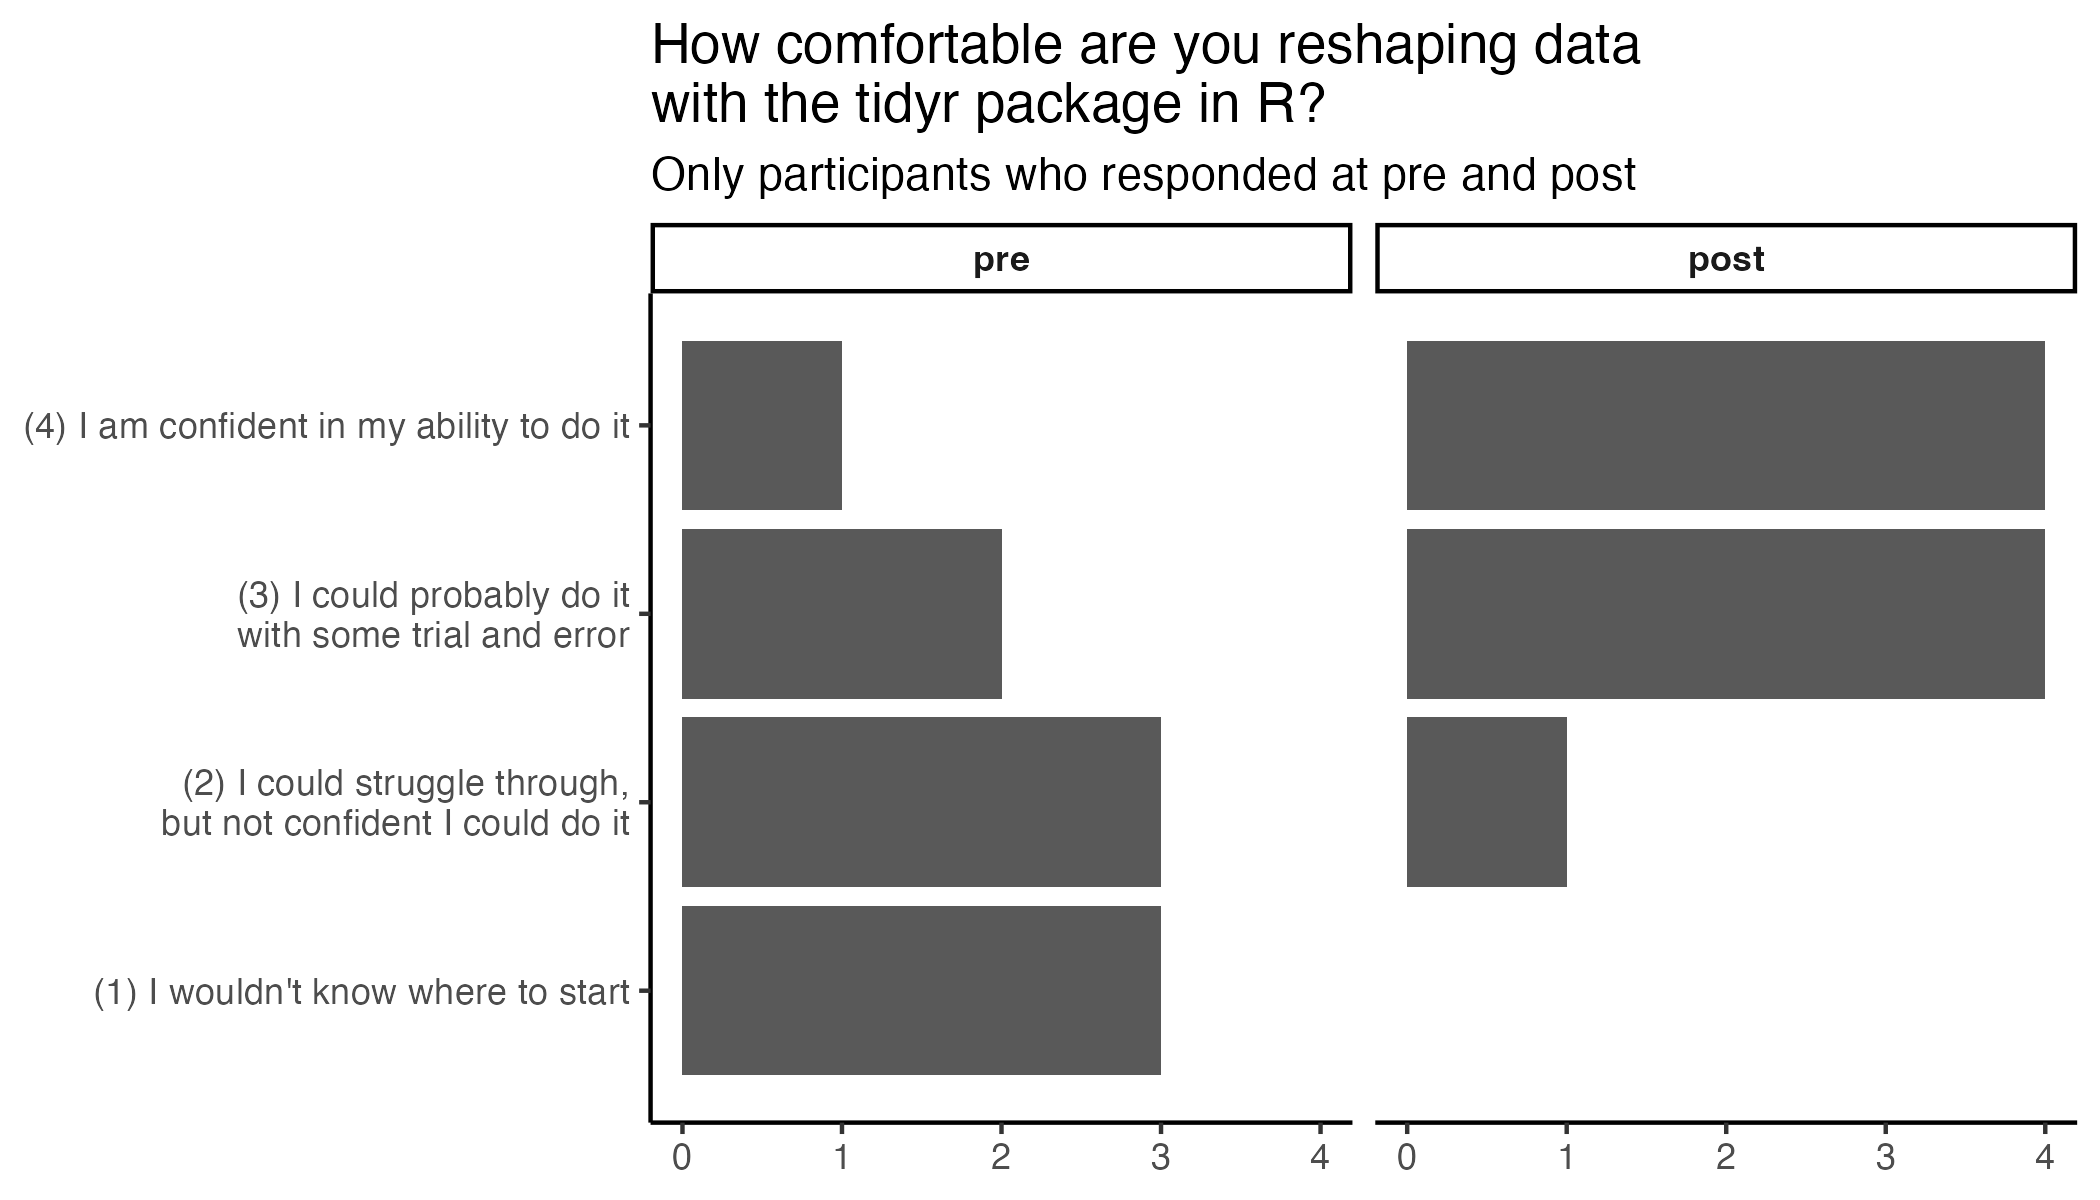 How comfortable are you reshaping data
with the tidyr package in R?
Only participants who responded at pre and post
pre
post
(4) I am confident in my ability to do it
(3) I could probably do it
with some trial and error
(2) I could struggle through,
but not confident I could do it
(1) I wouldn't know where to start
0 1 2 3 4
0 1 2 3 4